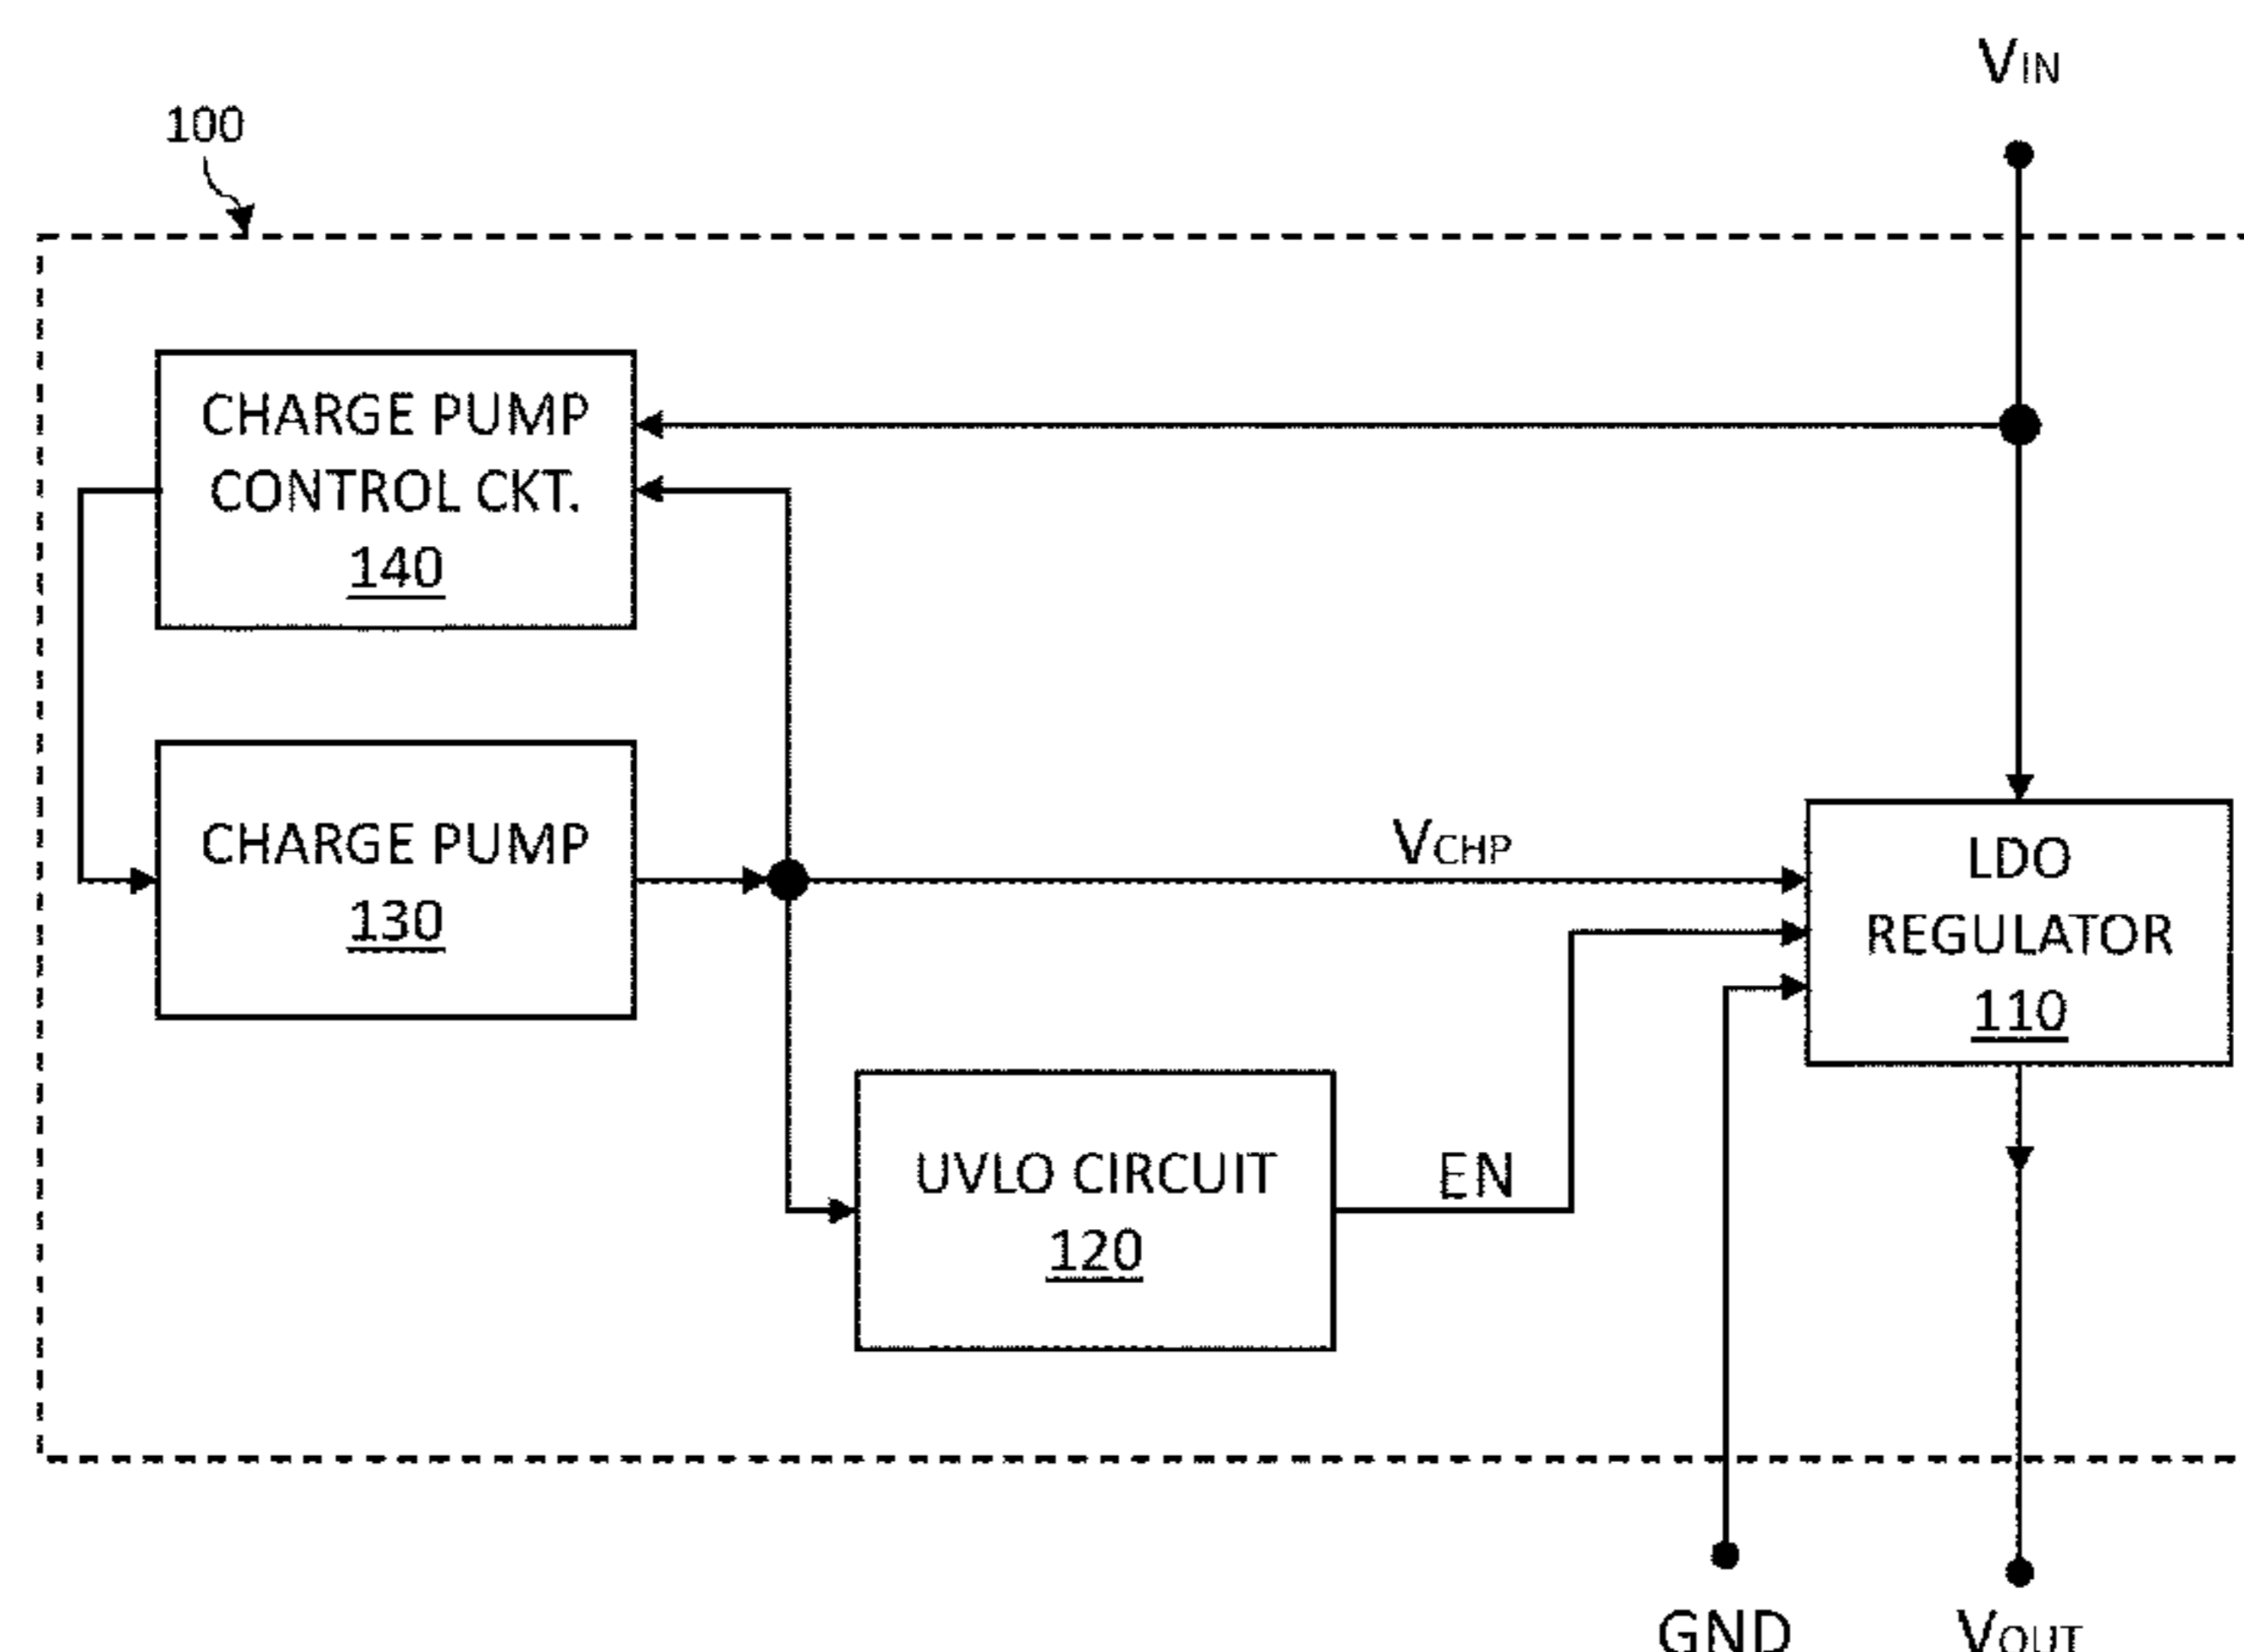 VIN
100
CHARGE PUMP
CONTROL CKT.
140
CHARGE PUMP
130
VCHP
LDO
REGULATOR
110
UVLO CIRCUIT
120
EN
GND
VOUT